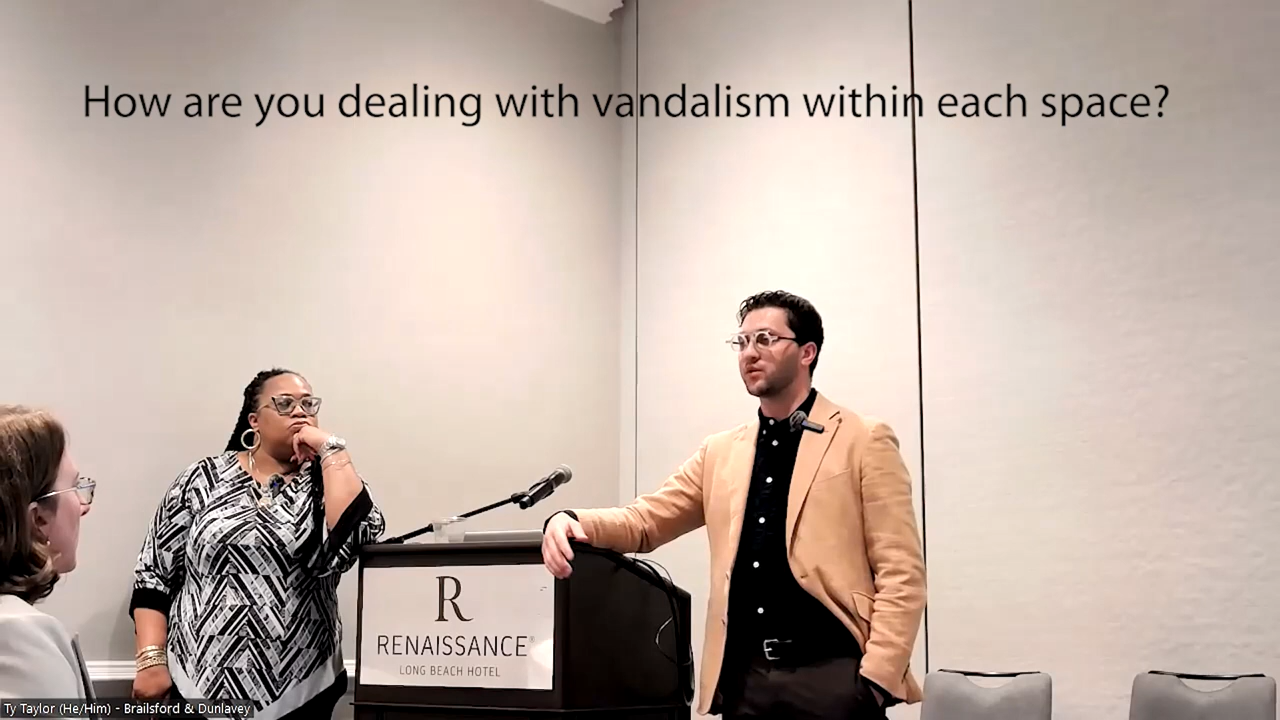 How are you dealing with vandalism within each space?
R
RENAISSANCE®
LONG BEACH HOTEL
Ty Taylor (He/Him) - Brailsford & Dunlavey